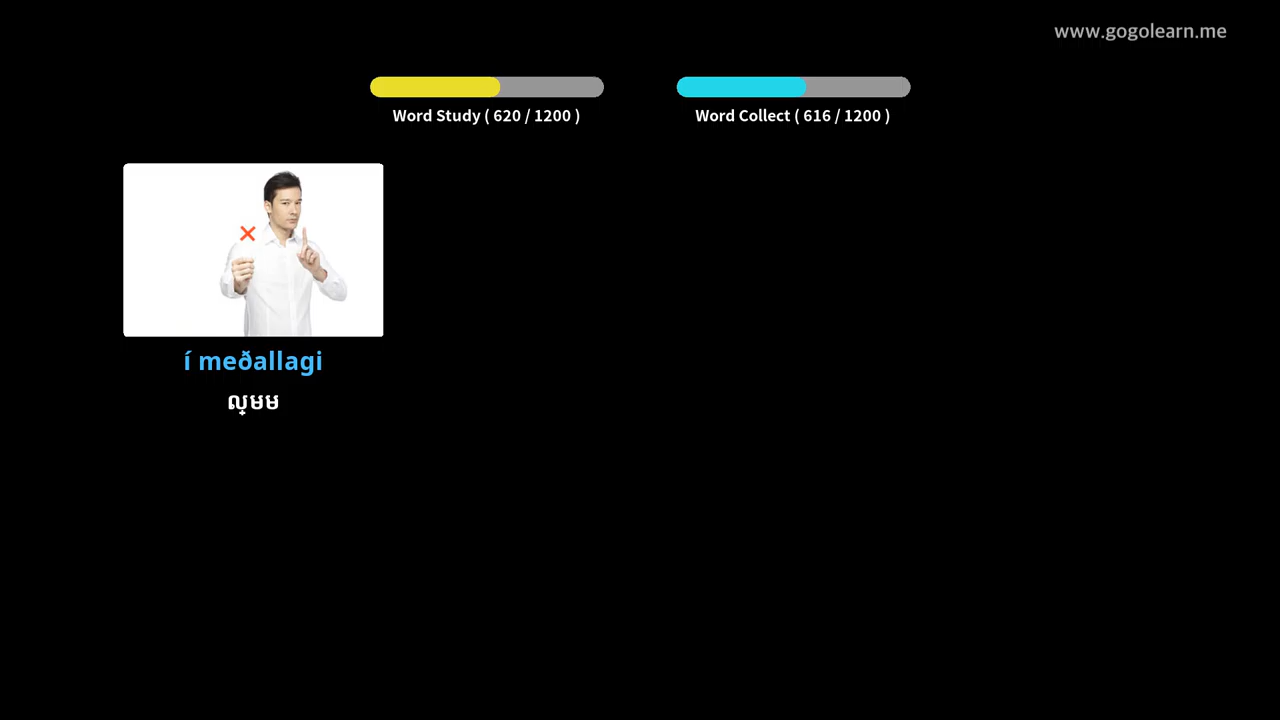 www.gogolearn.me
Word Study ( 620 / 1200 )
Word Collect ( 616 / 1200 )
í meðallagi
ល្មម